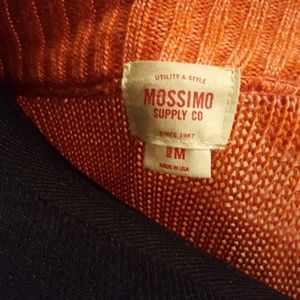 UTILITY & STYLE
MOSSIMO
SUPPLY CO
SINCE 1987
M
MADE IN USA